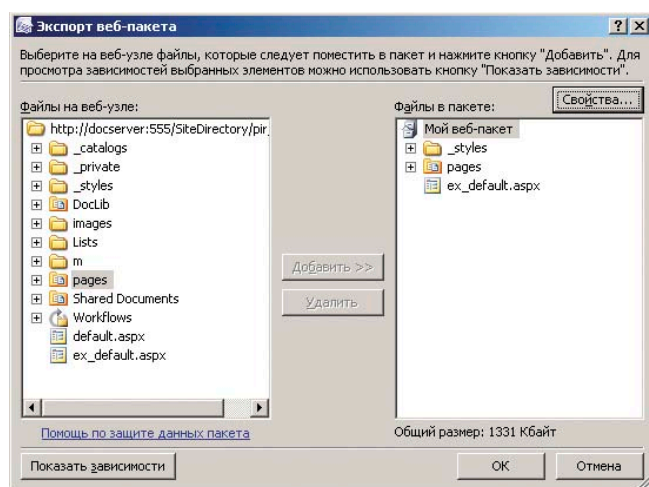 Экспорт веб-пакета
Выберите на веб-узле файлы, которые следует поместить в пакет и нажмите кнопку "Добавить". Для
просмотра зависимостей выбранных элементов можно использовать кнопку "Показать зависимости".
Файлы на веб-узле:
http://docserver:555/SiteDirectory/pir_
_catalogs
_private
_styles
DocLib
images
Lists
m
pages
Shared Documents
Workflows
default.aspx
ex_default.aspx
Помощь по защите данных пакета
Добавить >>
Удалить
Файлы в пакете:
Свойства...
Мой веб-пакет
_styles
pages
ex_default.aspx
Общий размер: 1331 Кбайт
Показать зависимости
ОК
Отмена